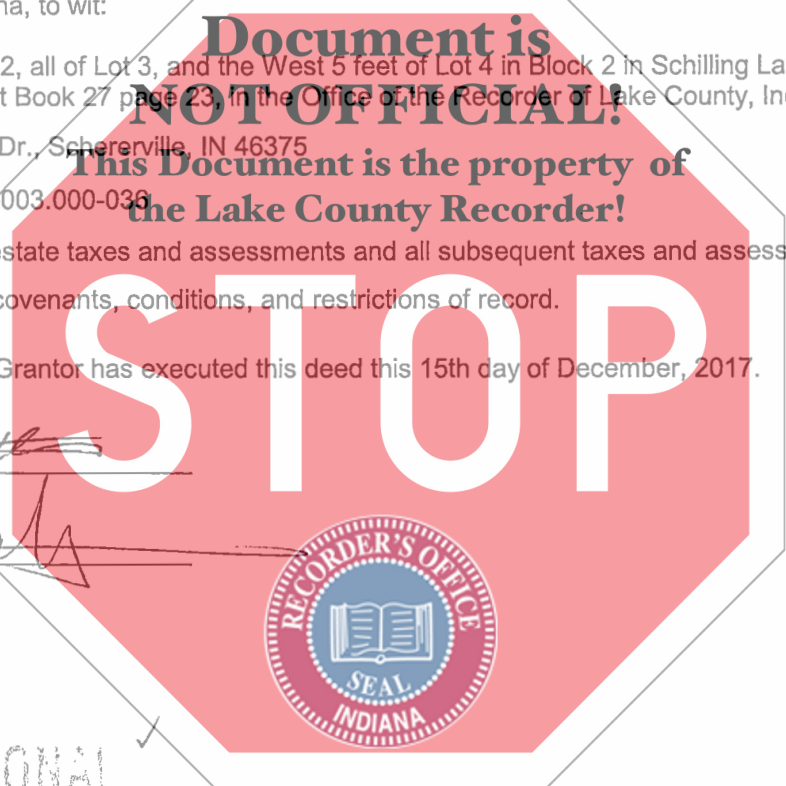 na, to wit:
Document is
2, all of Lot 3, and the West 5 feet of Lot 4 in Block 2 in Schilling La
t Book 27 page 23, in the Office of the Recorder of Lake County, In
NOT OFFICIAL!
Dr., Schererville, IN 46375
This Document is the property of
003.000-036
the Lake County Recorder!
estate taxes and assessments and all subsequent taxes and assess
covenants, conditions, and restrictions of record.
STOP
Grantor has executed this deed this 15th day of December, 2017.
RECORDER'S OFFICE
SEAL
INDIANA